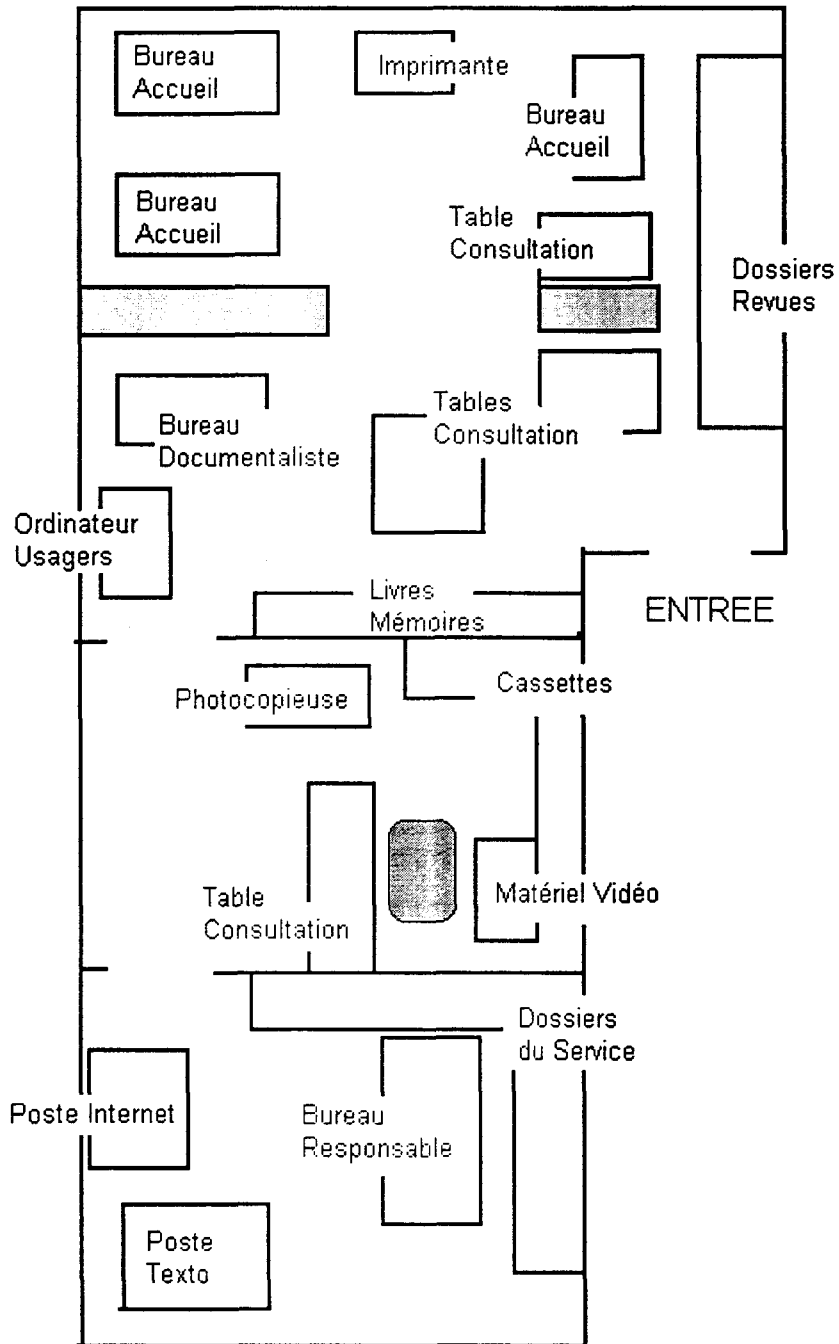 Bureau
Accueil
Imprimante
Bureau
Accueil
Bureau
Accueil
Table
Consultation
Dossiers
Revues
Tables
Consultation
Bureau
Documentaliste
Ordinateur
Usagers
Livres
Mémoires
ENTREE
Photocopieuse
Cassettes
Table
Consultation
Matériel Vidéo
Dossiers
du Service
Poste Internet
Bureau
Responsable
Poste
Texto